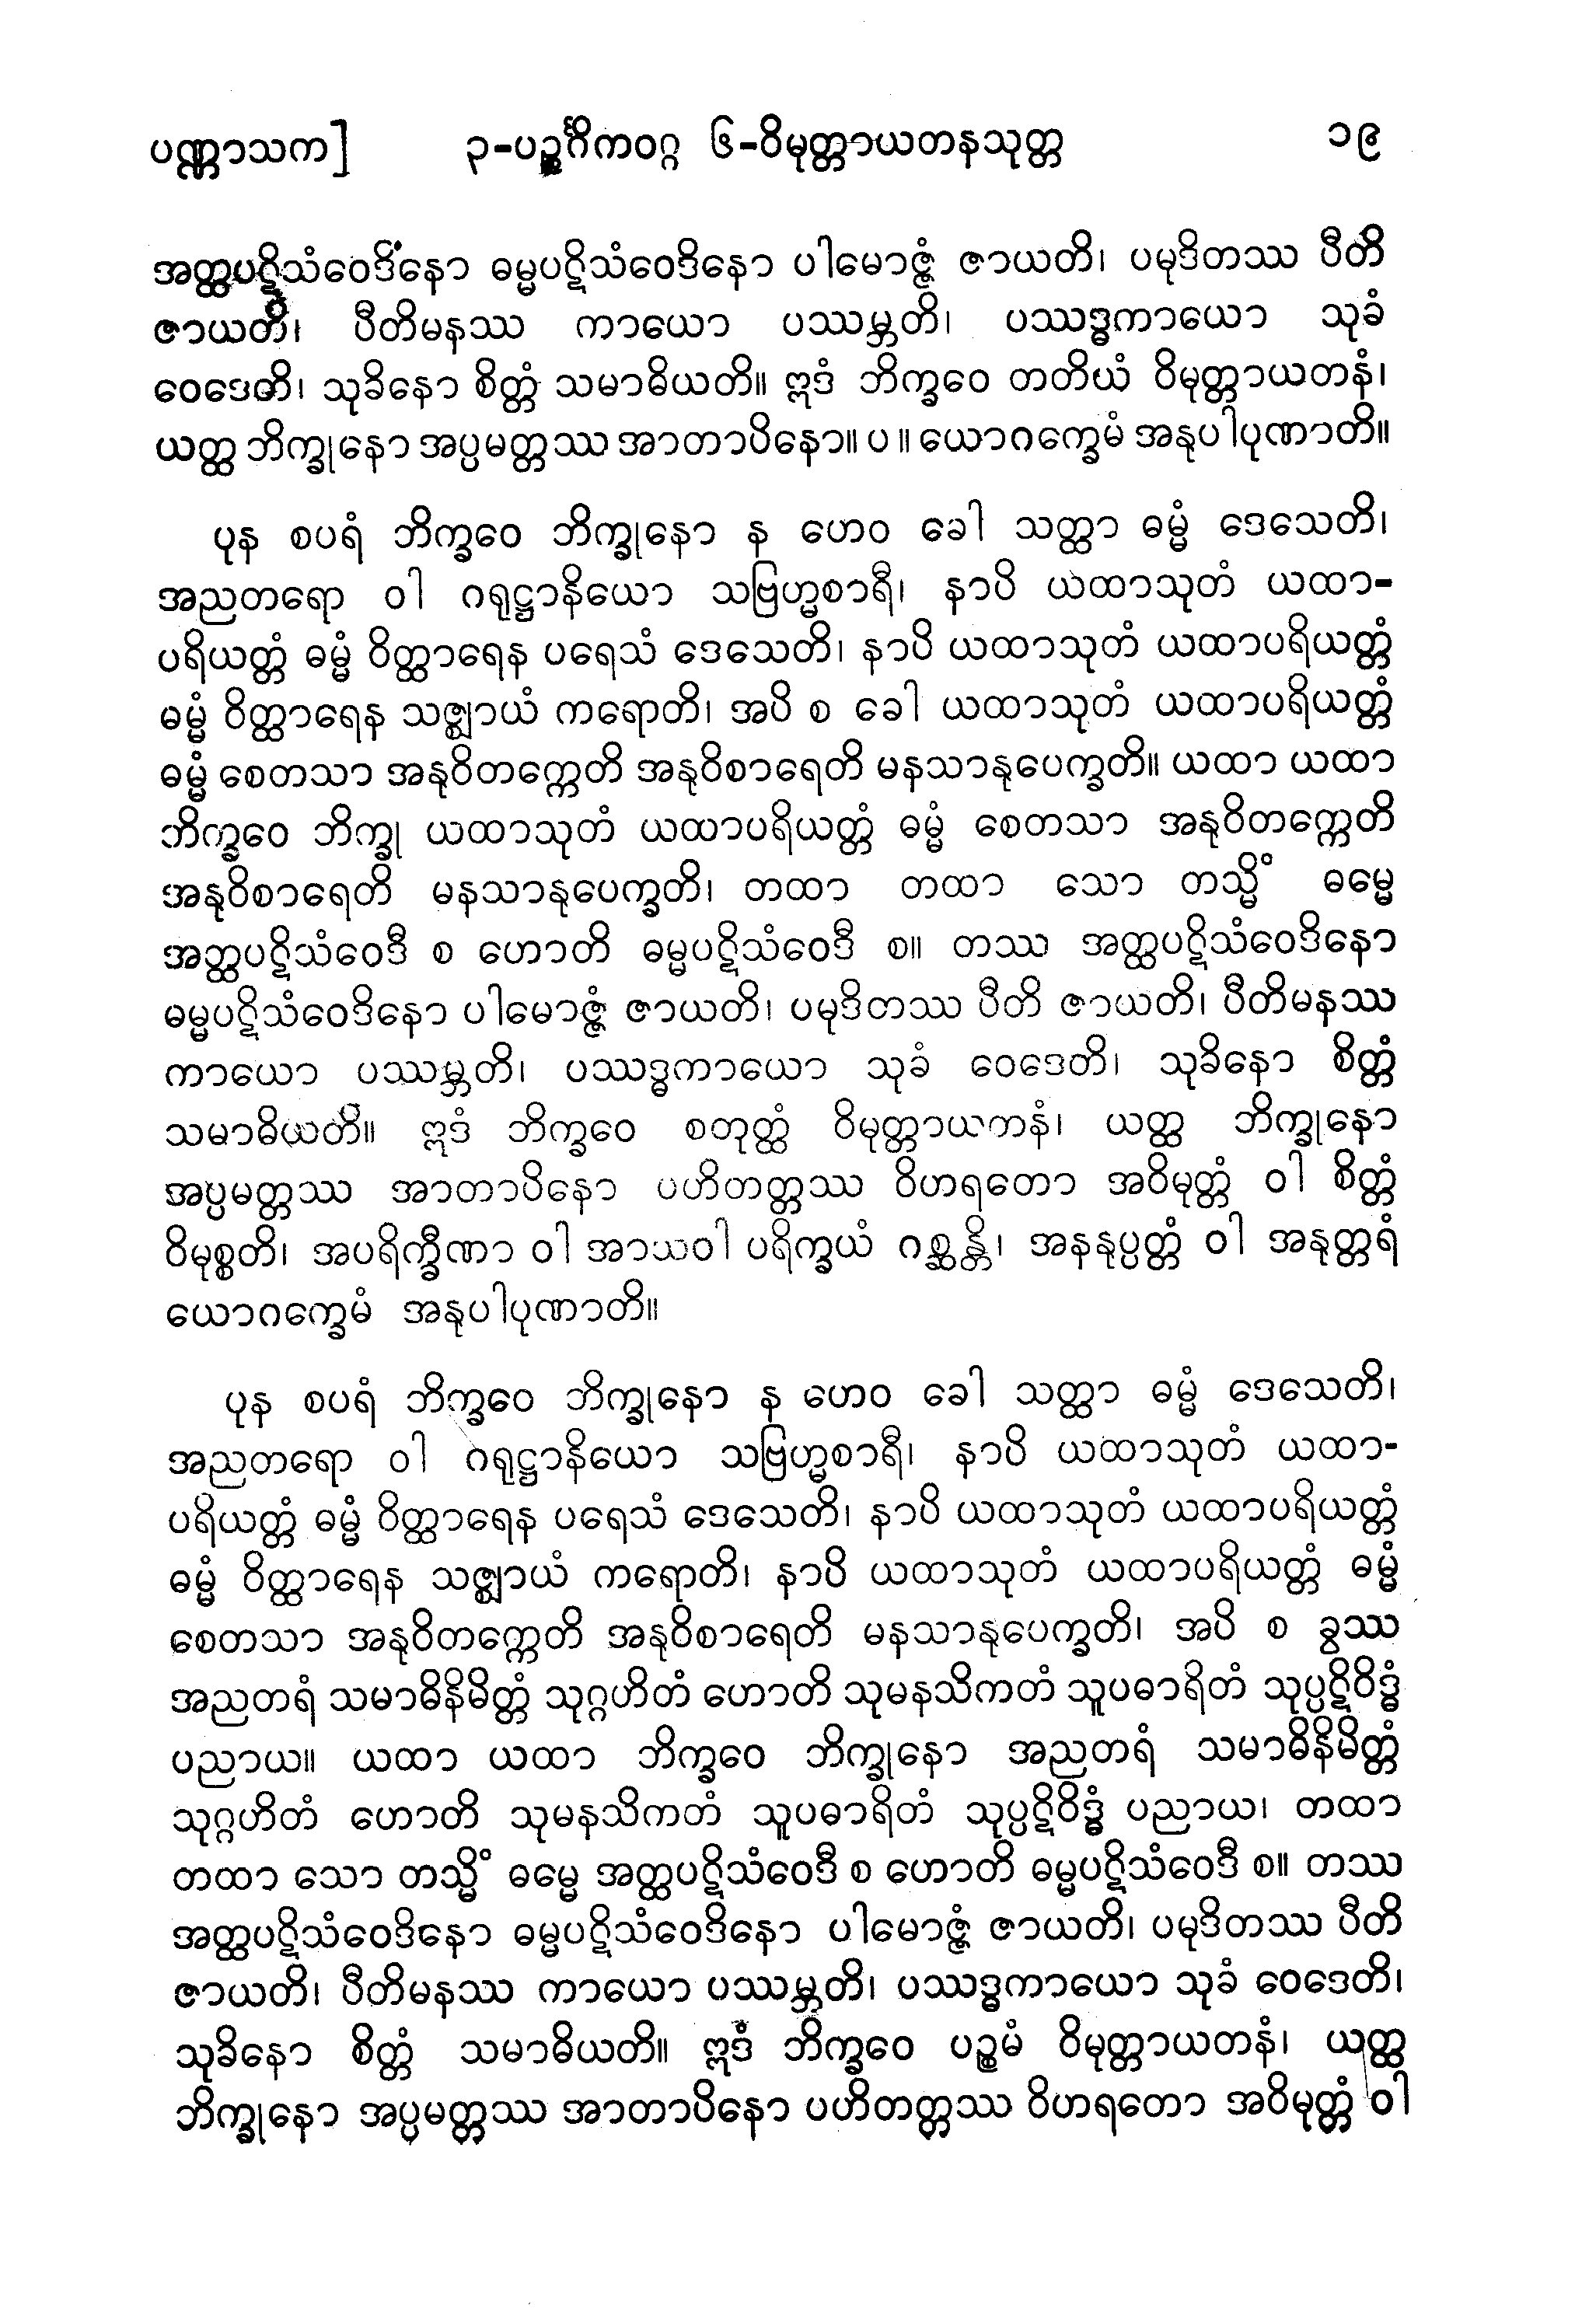 ပဏ္ဏာသက] ၃-ပဉ္စင်္ဂိကဝဂ္ဂ ၆-ဝိမုတ္တာယတနသုတ္တ ၁၉
အတ္ထပဋိသံဝေဒိနော ဓမ္မပဋိသံဝေဒိနော ပါမောဇ္ဇံ ဇာယတိ၊ ပမုဒိတဿ ပီတိ
ဇာယတိ၊ ပီတိမနဿ ကာယော ပဿမ္ဘတိ၊ ပဿဒ္ဓကာယော သုခံ
ဝေဒေတိ၊ သုခိနော စိတ္တံ သမာဓိယတိ။ ဣဒံ ဘိက္ခဝေ တတိယံ ဝိမုတ္တာယတနံ၊
ယတ္ထ ဘိက္ခုနော အပ္ပမတ္တဿ အာတာပိနော။ ပ ။ ယောဂက္ခေမံ အနုပါပုဏာတိ။
ပုန စပရံ ဘိက္ခဝေ ဘိက္ခုနော န ဟေဝ ခေါ သတ္ထာ ဓမ္မံ ဒေသေတိ၊
အညတရော ဝါ ဂရုဋ္ဌာနိယော သဗြဟ္မစာရီ၊ နာပိ ယထာသုတံ ယထာ-
ပရိယတ္တံ ဓမ္မံ ဝိတ္ထာရေန ပရေသံ ဒေသေတိ၊ နာပိ ယထာသုတံ ယထာပရိယတ္တံ
ဓမ္မံ ဝိတ္ထာရေန သဇ္ဈာယံ ကရောတိ၊ အပိ စ ခေါ ယထာသုတံ ယထာပရိယတ္တံ
ဓမ္မံ စေတသာ အနုဝိတက္ကေတိ အနုဝိစာရေတိ မနသာနုပေက္ခတိ။ ယထာ ယထာ
ဘိက္ခဝေ ဘိက္ခု ယထာသုတံ ယထာပရိယတ္တံ ဓမ္မံ စေတသာ အနုဝိတက္ကေတိ
အနုဝိစာရေတိ မနသာနုပေက္ခတိ၊ တထာ တထာ သော တသ္မိံ ဓမ္မေ
အတ္ထပဋိသံဝေဒီ စ ဟောတိ ဓမ္မပဋိသံဝေဒီ စ။ တဿ အတ္ထပဋိသံဝေဒိနော
ဓမ္မပဋိသံဝေဒိနော ပါမောဇ္ဇံ ဇာယတိ၊ ပမုဒိတဿ ပီတိ ဇာယတိ၊ ပီတိမနဿ
ကာယော ပဿမ္ဘတိ၊ ပဿဒ္ဓကာယော သုခံ ဝေဒေတိ၊ သုခိနော စိတ္တံ
သမာဓိယတိ။ ဣဒံ ဘိက္ခဝေ စတုတ္ထံ ဝိမုတ္တာယတနံ၊ ယတ္ထ ဘိက္ခုနော
အပ္ပမတ္တဿ အာတာပိနော ပဟိတတ္တဿ ဝိဟရတော အဝိမုတ္တံ ဝါ စိတ္တံ
ဝိမုစ္စတိ၊ အပရိက္ခီဏာ ဝါ အာသဝါ ပရိက္ခယံ ဂစ္ဆန္တိ၊ အနနုပ္ပတ္တံ ဝါ အနုတ္တရံ
ယောဂက္ခေမံ အနုပါပုဏာတိ။
ပုန စပရံ ဘိက္ခဝေ ဘိက္ခုနော န ဟေဝ ခေါ သတ္ထာ ဓမ္မံ ဒေသေတိ၊
အညတရော ဝါ ဂရုဋ္ဌာနိယော သဗြဟ္မစာရီ၊ နာပိ ယထာသုတံ ယထာ-
ပရိယတ္တံ ဓမ္မံ ဝိတ္ထာရေန ပရေသံ ဒေသေတိ၊ နာပိ ယထာသုတံ ယထာပရိယတ္တံ
ဓမ္မံ ဝိတ္ထာရေန သဇ္ဈာယံ ကရောတိ၊ နာပိ ယထာသုတံ ယထာပရိယတ္တံ ဓမ္မံ
စေတသာ အနုဝိတက္ကေတိ အနုဝိစာရေတိ မနသာနုပေက္ခတိ၊ အပိ စ ခွဿ
အညတရံ သမာဓိနိမိတ္တံ သုဂ္ဂဟိတံ ဟောတိ သုမနသိကတံ သူပဓာရိတံ သုပ္ပဋိဝိဒ္ဓံ
ပညာယ။ ယထာ ယထာ ဘိက္ခဝေ ဘိက္ခုနော အညတရံ သမာဓိနိမိတ္တံ
သုဂ္ဂဟိတံ ဟောတိ သုမနသိကတံ သူပဓာရိတံ သုပ္ပဋိဝိဒ္ဓံ ပညာယ၊ တထာ
တထာ သော တသ္မိံ ဓမ္မေ အတ္ထပဋိသံဝေဒီ စ ဟောတိ ဓမ္မပဋိသံဝေဒီ စ။ တဿ
အတ္ထပဋိသံဝေဒိနော ဓမ္မပဋိသံဝေဒိနော ပါမောဇ္ဇံ ဇာယတိ၊ ပမုဒိတဿ ပီတိ
ဇာယတိ၊ ပီတိမနဿ ကာယော ပဿမ္ဘတိ၊ ပဿဒ္ဓကာယော သုခံ ဝေဒေတိ၊
သုခိနော စိတ္တံ သမာဓိယတိ။ ဣဒံ ဘိက္ခဝေ ပဉ္စမံ ဝိမုတ္တာယတနံ၊ ယတ္ထ
ဘိက္ခုနော အပ္ပမတ္တဿ အာတာပိနော ပဟိတတ္တဿ ဝိဟရတော အဝိမုတ္တံ ဝါ